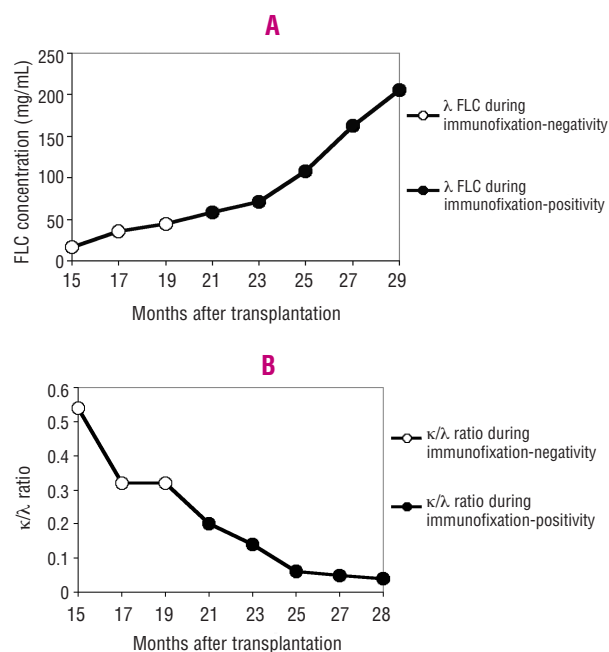 A
FLC concentration (mg/mL)
250
200
150
100
50
0
15 17 19 21 23 25 27 29
Months after transplantation
λ FLC during
immunofixation-negativity
λ FLC during
immunofixation-positivity
B
κ/λ ratio
0.6
0.5
0.4
0.3
0.2
0.1
0
15 17 19 21 23 25 27 28
Months after transplantation
κ/λ ratio during
immunofixation-negativity
κ/λ ratio during
immunofixation-positivity